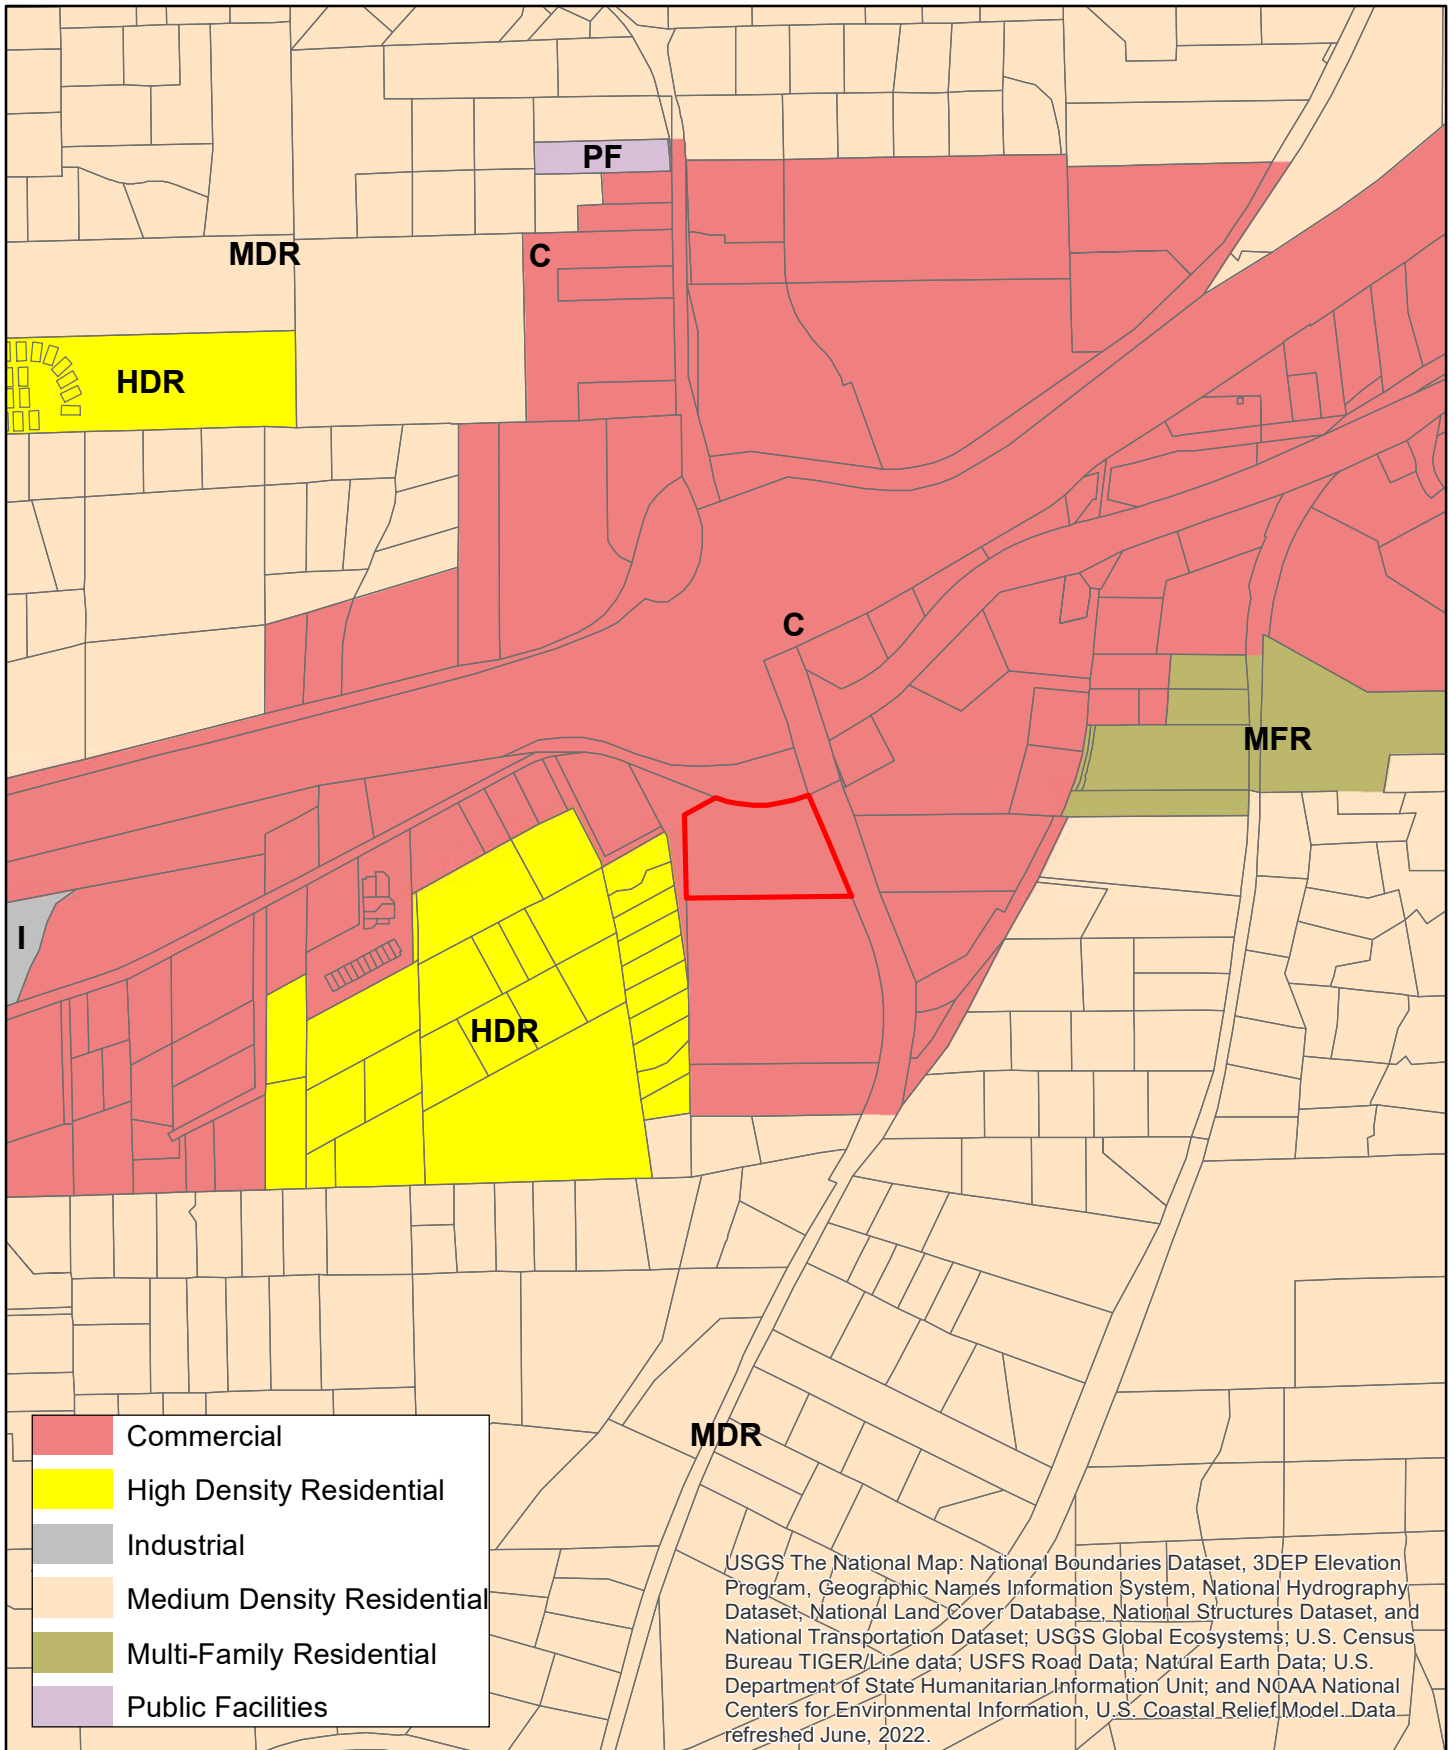 PF
MDR
C
HDR
C
MFR
I
HDR
MDR
Commercial
High Density Residential
Industrial
Medium Density Residential
Multi-Family Residential
Public Facilities
USGS The National Map: National Boundaries Dataset, 3DEP Elevation
Program, Geographic Names Information System, National Hydrography
Dataset, National Land Cover Database, National Structures Dataset, and
National Transportation Dataset; USGS Global Ecosystems; U.S. Census
Bureau TIGER/Line data; USFS Road Data; Natural Earth Data; U.S.
Department of State Humanitarian Information Unit; and NOAA National
Centers for Environmental Information, U.S. Coastal Relief Model. Data
refreshed June, 2022.